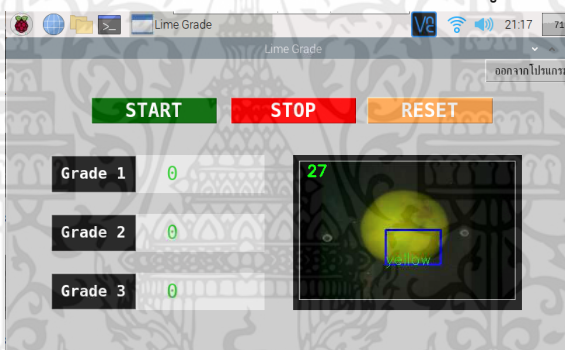 Lime Grade 21:17
Lime Grade
ออกจากโปรแกรม
START STOP RESET
Grade 1 0
Grade 2 0
Grade 3 0
27
yellow